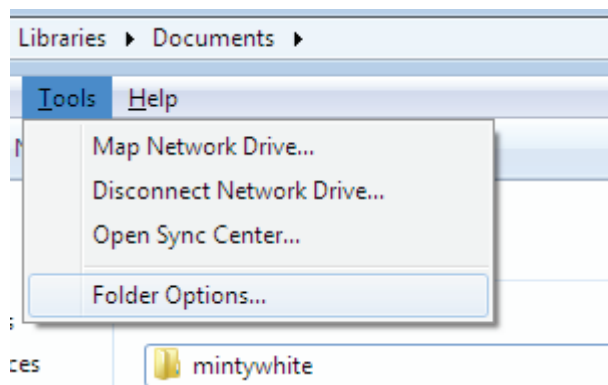 Libraries ▸ Documents ▸
Tools Help
Map Network Drive...
Disconnect Network Drive...
Open Sync Center...
Folder Options...
mintywhite